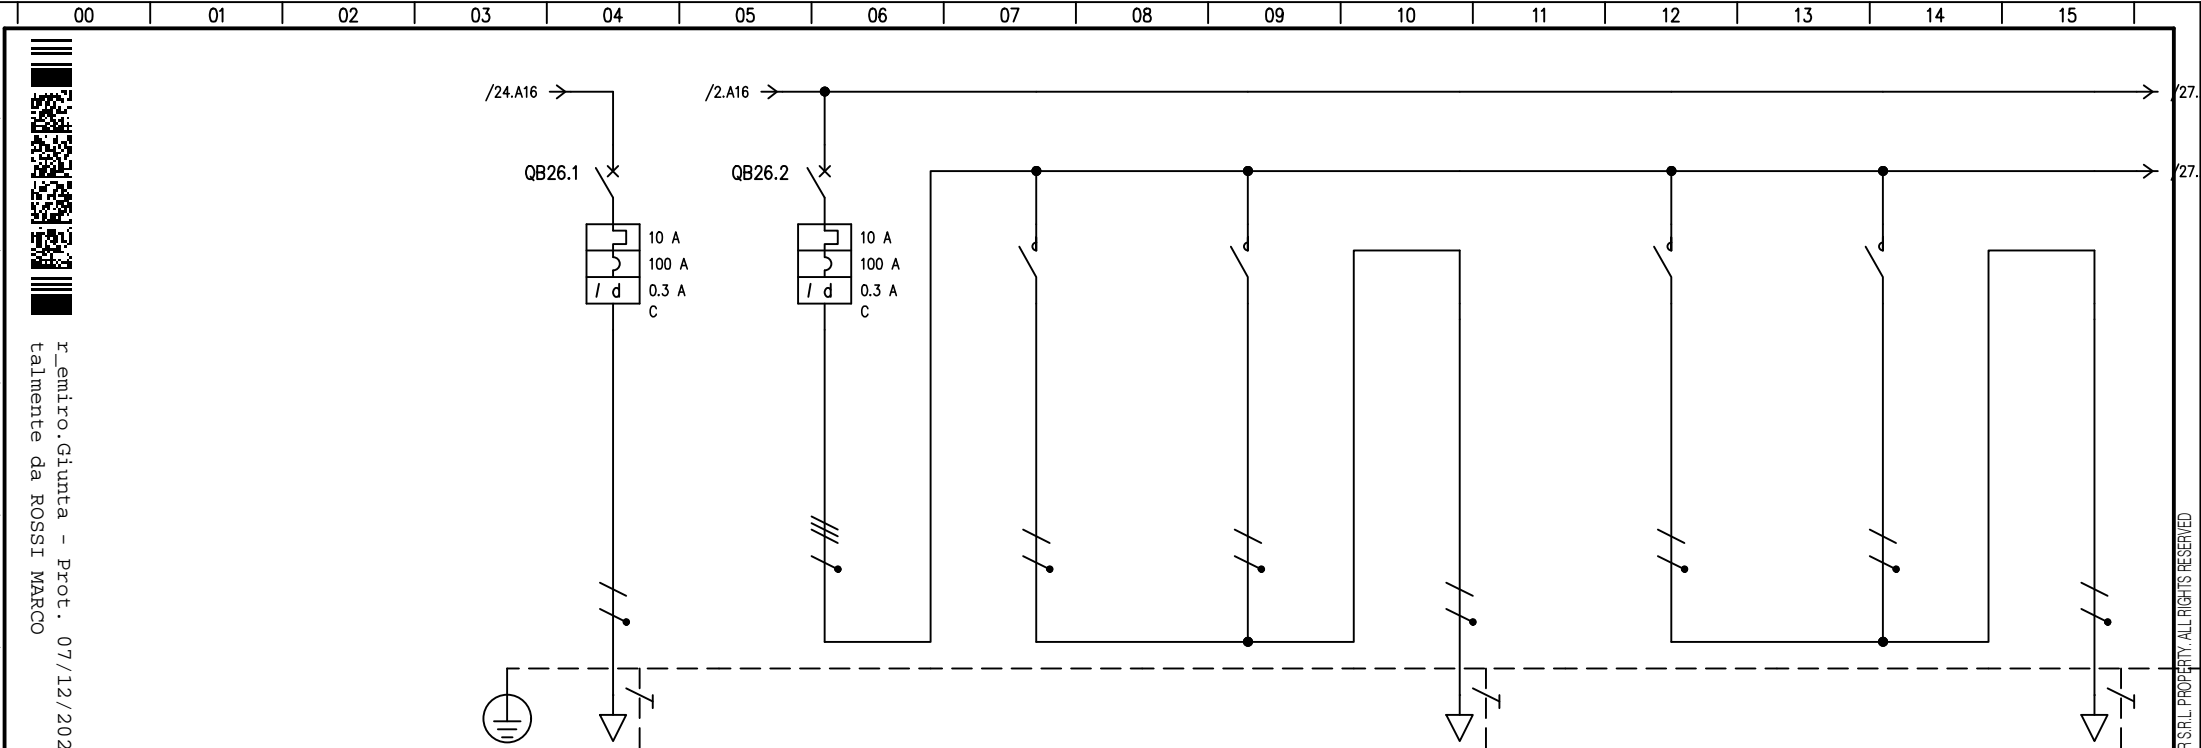 00 01 02 03 04 05 06 07 08 09 10 11 12 13 14 15
/24.A16
/2.A16
/27.
QB26.1
QB26.2
/27.
10 A
100 A
I d 0.3 A
C
10 A
100 A
I d 0.3 A
C
r_emiro.Giunta - Prot. 07/12/202
talmente da ROSSI MARCO
S.R.L. PROPERTY. ALL RIGHTS RESERVED